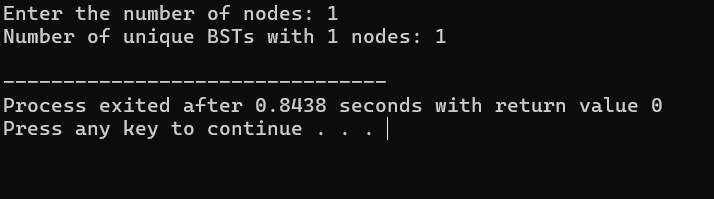 Enter the number of nodes: 1
Number of unique BSTs with 1 nodes: 1
--------------------------------
Process exited after 0.8438 seconds with return value 0
Press any key to continue . . .